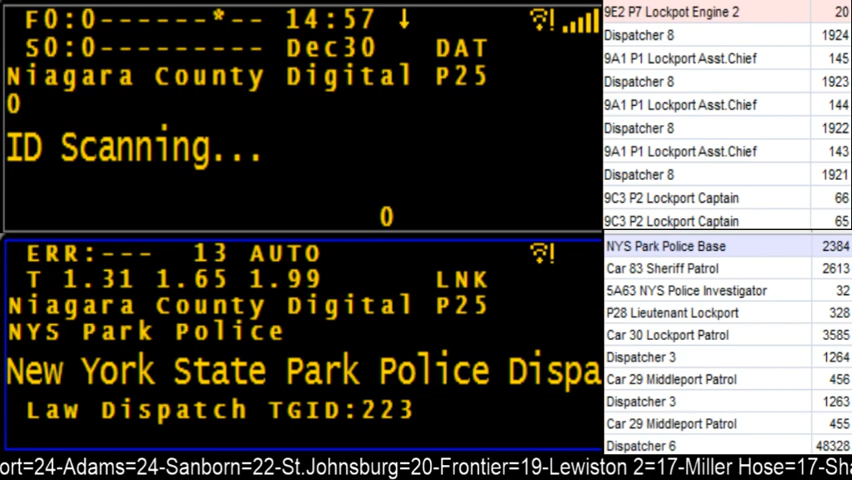 F0:0------*-- 14:57 ↓
S0:0--------- Dec30 DAT
Niagara County Digital P25
0
ID Scanning...
0
9E2 P7 Lockpot Engine 2 20
Dispatcher 8 1924
9A1 P1 Lockport Asst.Chief 145
Dispatcher 8 1923
9A1 P1 Lockport Asst.Chief 144
Dispatcher 8 1922
9A1 P1 Lockport Asst.Chief 143
Dispatcher 8 1921
9C3 P2 Lockport Captain 66
9C3 P2 Lockport Captain 65
ERR:--- 13 AUTO
T 1.31 1.65 1.99 LNK
Niagara County Digital P25
NYS Park Police
New York State Park Police Dispa
Law Dispatch TGID:223
NYS Park Police Base 2384
Car 83 Sheriff Patrol 2613
5A63 NYS Police Investigator 32
P28 Lieutenant Lockport 328
Car 30 Lockport Patrol 3585
Dispatcher 3 1264
Car 29 Middleport Patrol 456
Dispatcher 3 1263
Car 29 Middleport Patrol 455
Dispatcher 6 48328
ort=24-Adams=24-Sanborn=22-St.Johnsburg=20-Frontier=19-Lewiston 2=17-Miller Hose=17-Sha